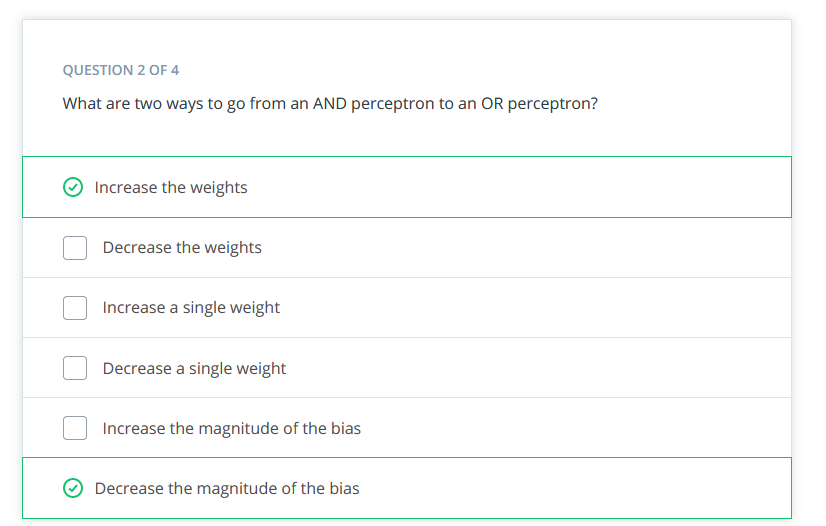 QUESTION 2 OF 4
What are two ways to go from an AND perceptron to an OR perceptron?
Increase the weights
Decrease the weights
Increase a single weight
Decrease a single weight
Increase the magnitude of the bias
Decrease the magnitude of the bias